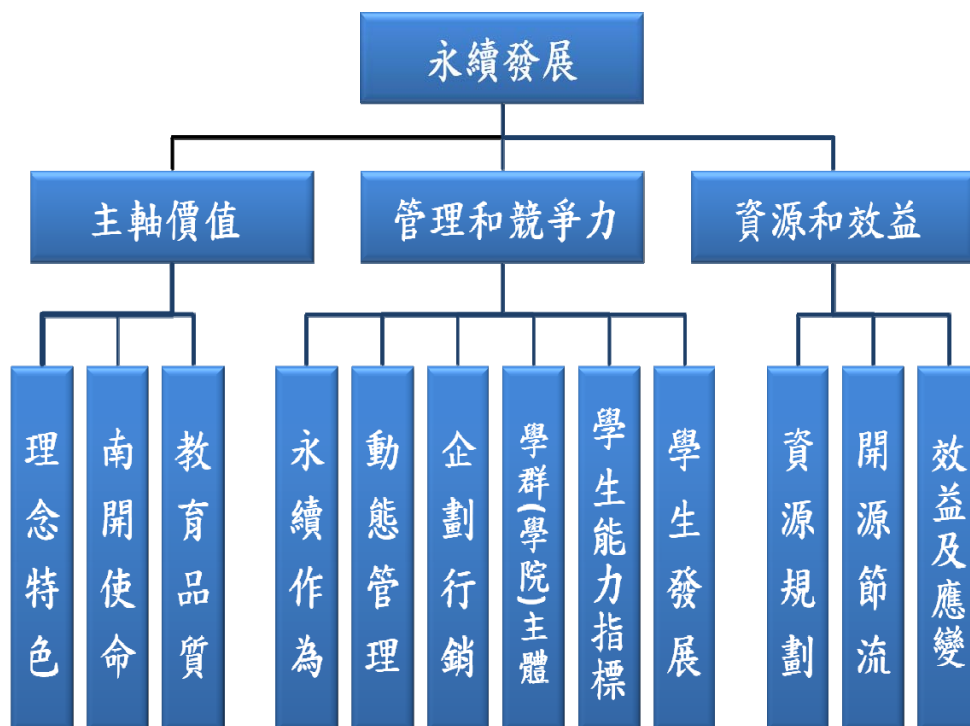 永續發展
主軸價值
管理和競爭力
資源和效益
理念特色
南開使命
教育品質
永續作為
動態管理
企劃行銷
學群(學院)主體
學生能力指標
學生發展
資源規劃
開源節流
效益及應變